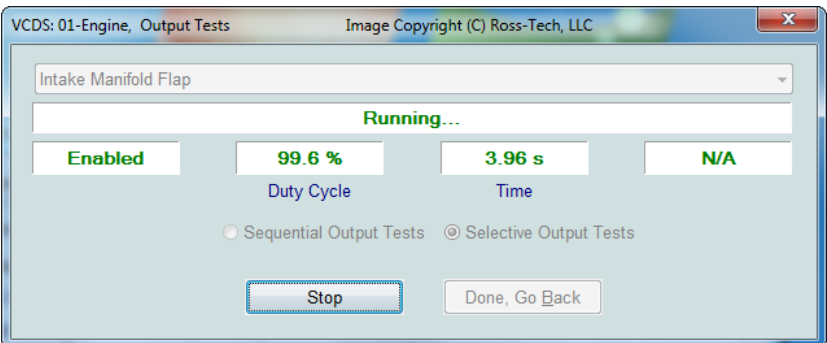 VCDS: 01-Engine, Output Tests Image Copyright (C) Ross-Tech, LLC
Intake Manifold Flap
Running...
Enabled 99.6 % 3.96 s N/A
Duty Cycle Time
Sequential Output Tests Selective Output Tests
Stop Done, Go Back